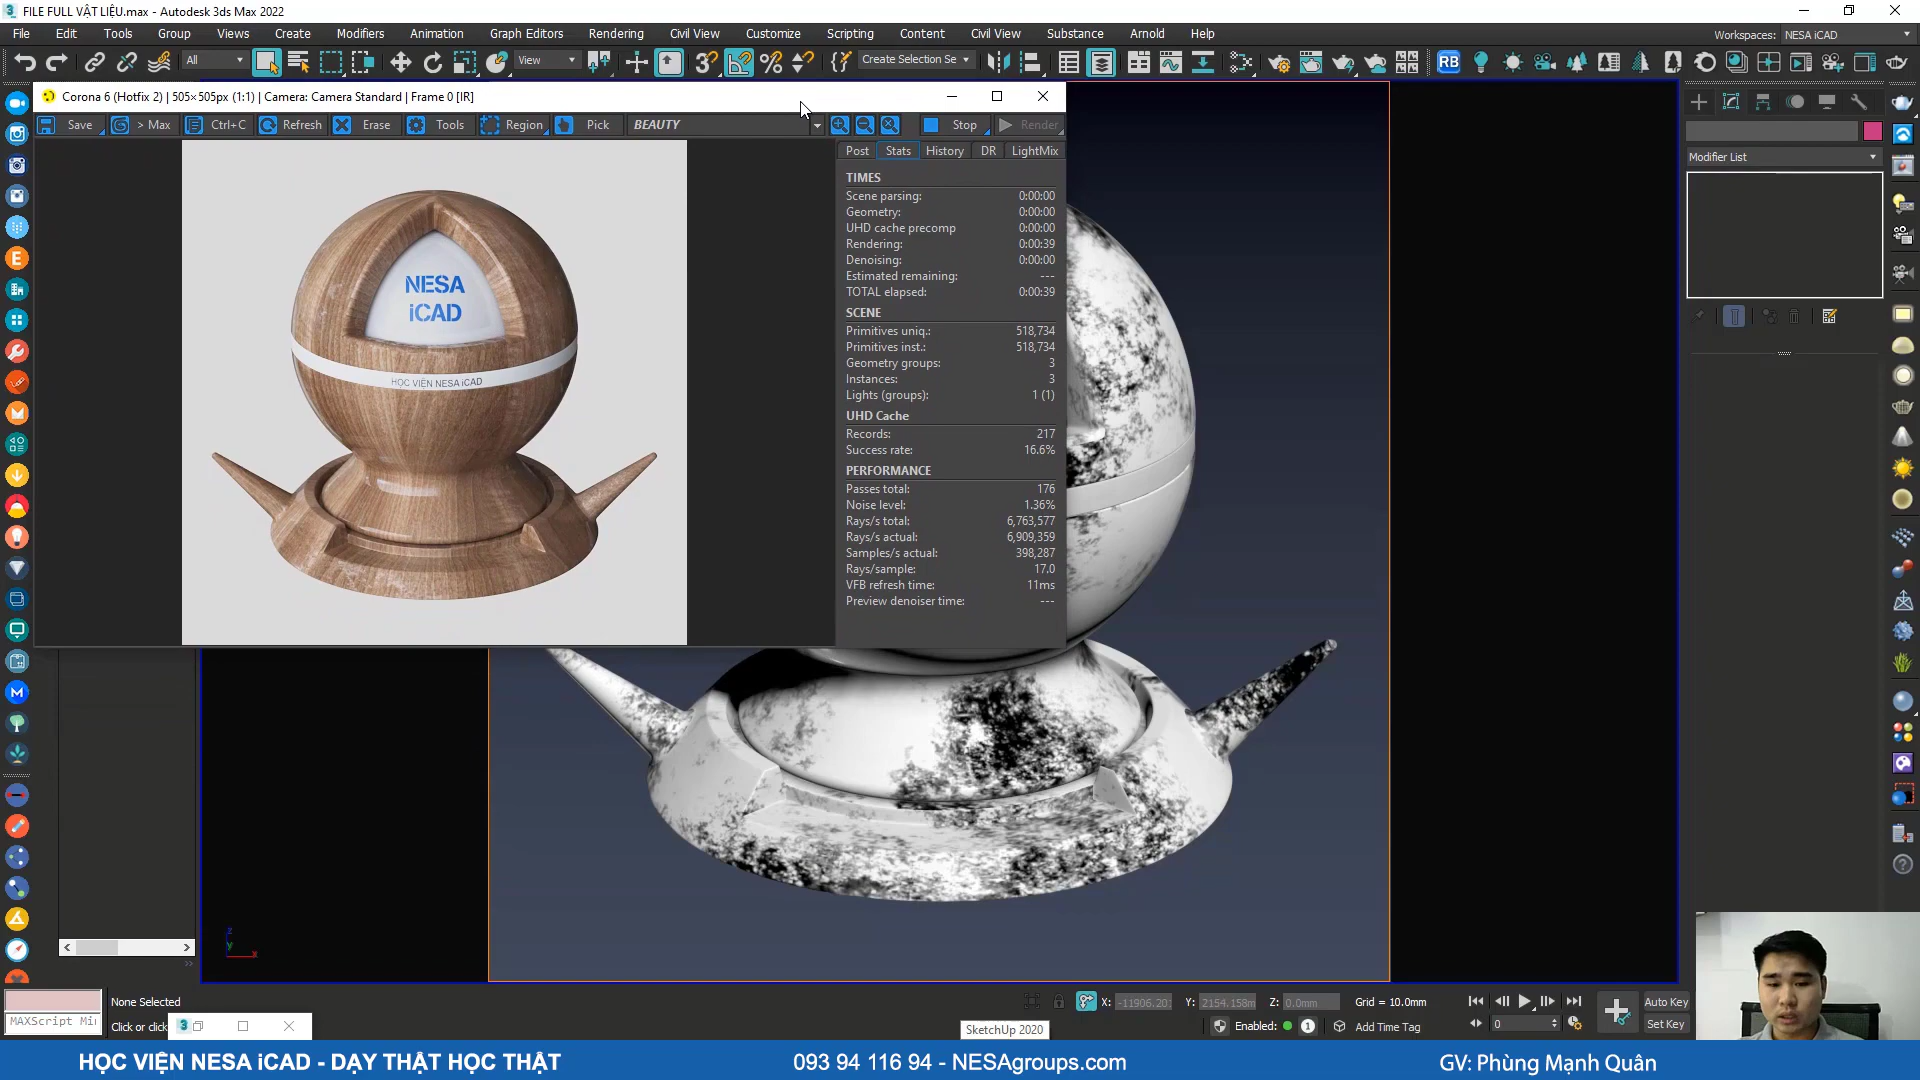 FILE FULL VẬT LIỆU.max - Autodesk 3ds Max 2022
File Edit Tools Group Views Create Modifiers Animation Graph Editors Rendering Civil View Customize Scripting Content Civil View Substance Arnold Help
Workspaces: NESA iCAD
All View Create Selection Se RB
Corona 6 (Hotfix 2) | 505×505px (1:1) | Camera: Camera Standard | Frame 0 [IR]
Save > Max Ctrl+C Refresh Erase Tools Region Pick BEAUTY Stop Render
Post Stats History DR LightMix
Modifier List
TIMES
Scene parsing: 0:00:00
Geometry: 0:00:00
UHD cache precomp 0:00:00
Rendering: 0:00:39
Denoising: 0:00:00
Estimated remaining: ---
TOTAL elapsed: 0:00:39
SCENE
Primitives uniq.: 518,734
Primitives inst.: 518,734
Geometry groups: 3
Instances: 3
Lights (groups): 1 (1)
UHD Cache
Records: 217
Success rate: 16.6%
PERFORMANCE
Passes total: 176
Noise level: 1.36%
Rays/s total: 6,763,577
Rays/s actual: 6,909,359
Samples/s actual: 398,287
Rays/sample: 17.0
VFB refresh time: 11ms
Preview denoiser time: ---
NESA
iCAD
HỌC VIỆN NESA iCAD
z
y
x
None Selected
MAXScript Mi
Click or click
X: -11906.20 Y: 2154.158m Z: 0.0mm Grid = 10.0mm
Enabled: 1 Add Time Tag
SketchUp 2020
0
Auto Key
Set Key
HỌC VIỆN NESA iCAD - DẠY THẬT HỌC THẬT
093 94 116 94 - NESAgroups.com
GV: Phùng Mạnh Quân